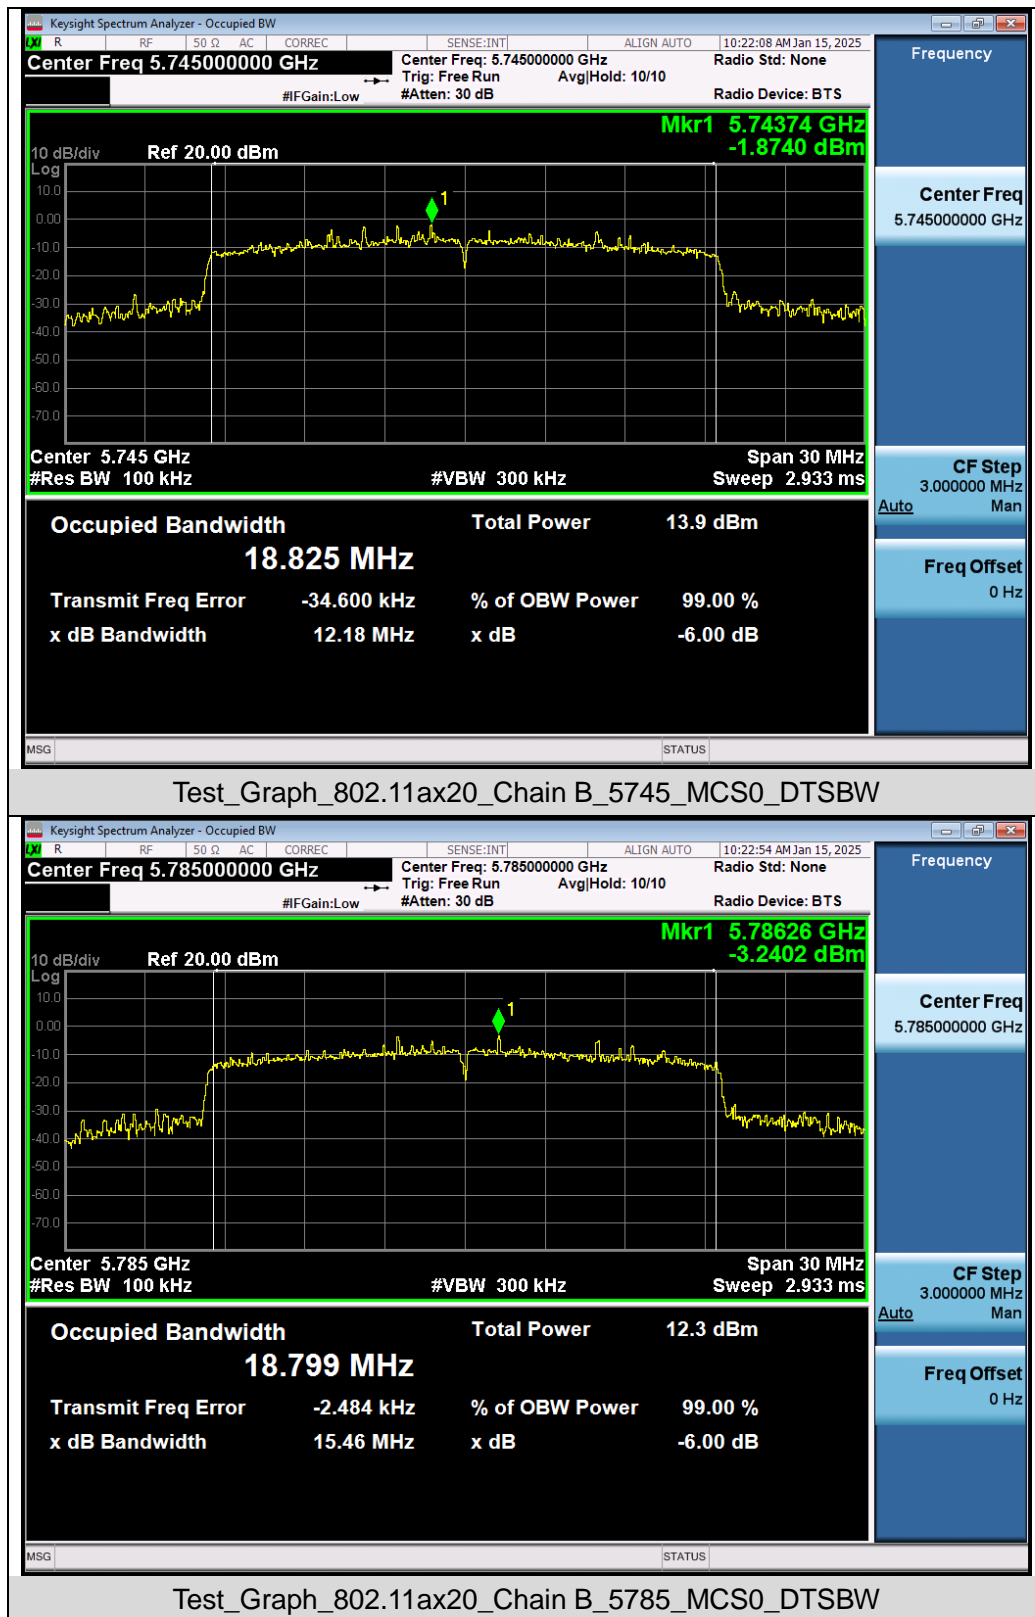 Keysight Spectrum Analyzer - Occupied BW
LXI R RF 50 Ω AC CORREC SENSE:INT ALIGN AUTO 10:22:08 AM Jan 15, 2025
Center Freq 5.745000000 GHz
Center Freq: 5.745000000 GHz
Radio Std: None
Trig: Free Run Avg|Hold: 10/10
#IFGain:Low #Atten: 30 dB
Radio Device: BTS
Frequency
Mkr1 5.74374 GHz
-1.8740 dBm
10 dB/div Ref 20.00 dBm
Log
10.0
0.00
-10.0
-20.0
-30.0
-40.0
-50.0
-60.0
-70.0
1
Center 5.745 GHz Span 30 MHz
#Res BW 100 kHz #VBW 300 kHz Sweep 2.933 ms
Center Freq
5.745000000 GHz
CF Step
3.000000 MHz
Auto Man
Freq Offset
0 Hz
Occupied Bandwidth Total Power 13.9 dBm
18.825 MHz
Transmit Freq Error -34.600 kHz % of OBW Power 99.00 %
x dB Bandwidth 12.18 MHz x dB -6.00 dB
MSG STATUS
Test_Graph_802.11ax20_Chain B_5745_MCS0_DTSBW
Keysight Spectrum Analyzer - Occupied BW
LXI R RF 50 Ω AC CORREC SENSE:INT ALIGN AUTO 10:22:54 AM Jan 15, 2025
Center Freq 5.785000000 GHz
Center Freq: 5.785000000 GHz
Radio Std: None
Trig: Free Run Avg|Hold: 10/10
#IFGain:Low #Atten: 30 dB
Radio Device: BTS
Frequency
Mkr1 5.78626 GHz
-3.2402 dBm
10 dB/div Ref 20.00 dBm
Log
10.0
0.00
-10.0
-20.0
-30.0
-40.0
-50.0
-60.0
-70.0
1
Center 5.785 GHz Span 30 MHz
#Res BW 100 kHz #VBW 300 kHz Sweep 2.933 ms
Center Freq
5.785000000 GHz
CF Step
3.000000 MHz
Auto Man
Freq Offset
0 Hz
Occupied Bandwidth Total Power 12.3 dBm
18.799 MHz
Transmit Freq Error -2.484 kHz % of OBW Power 99.00 %
x dB Bandwidth 15.46 MHz x dB -6.00 dB
MSG STATUS
Test_Graph_802.11ax20_Chain B_5785_MCS0_DTSBW